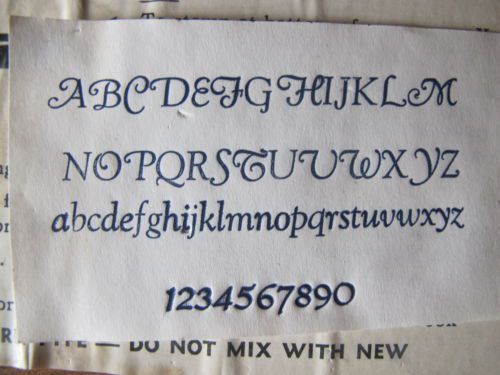 ABCDEFGHIJKLM
NOPQRSTUVWXYZ
abcdefghijklmnopqrstuvwxyz
1234567890
— DO NOT MIX WITH NEW